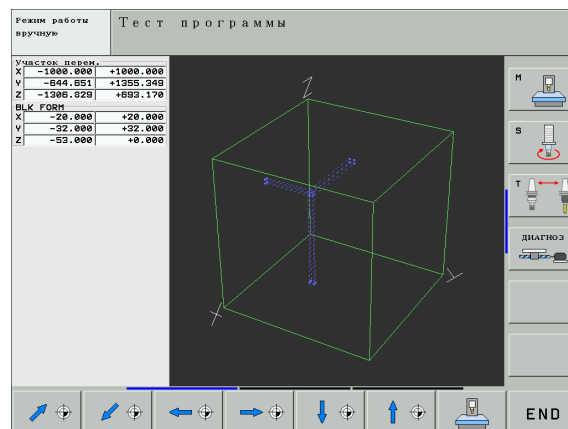 Режим работы
вручную
Тест программы
Участок перем.
X -1000.000 +1000.000
Y -644.651 +1355.349
Z -1306.829 +693.170
BLK FORM
X -20.000 +20.000
Y -32.000 +32.000
Z -53.000 +0.000
Z
X
Y
M
S
T
ДИАГНОЗ
END